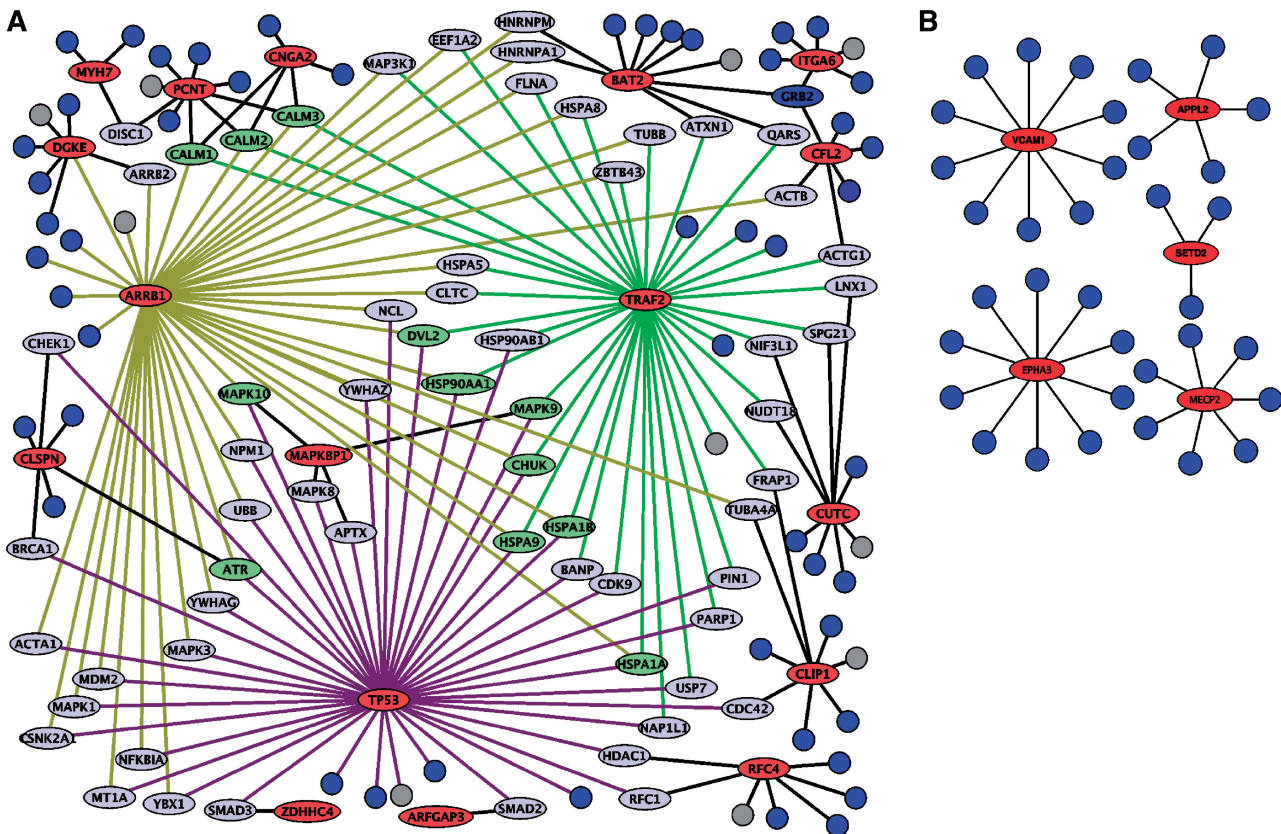 A
B
HNRNPM
EEF1A2
HNRNPA1
MAP3K1
CNGA2
MYH7
PCNT
BAT2
ITGA6
FLNA
GRB2
HSPA8
CALM3
DISC1
CALM2
TUBB
ATXN1
QARS
DGKE
CALM1
CFL2
ARRB2
ZBTB43
ACTB
HSPA5
ACTG1
ARRB1
CLTC
TRAF2
LNX1
NCL
CHEK1
DVL2
HSP90AB1
NIF3L1
SPG21
MAPK10
YWHAZ
HSP90AA1
MAPK9
NUDT18
NPM1
MAPKBP1
CLSPN
CHUK
FRAP1
MAPK8
UBB
TUBA4A
CUTC
APTX
HSPA1B
HSPA9
BRCA1
ATR
BANP
CDK9
PIN1
YWHAG
PARP1
ACTA1
MAPK3
HSPA1A
MDM2
CLIP1
USP7
TP53
MAPK1
CDC42
NAP1L1
CSNK2A1
NFKBIA
HDAC1
RFC4
MT1A
YBX1
SMAD3
ZDHHC4
ARFGAP3
SMAD2
RFC1
VCAM1
APPL2
SETD2
EPHA3
MECP2